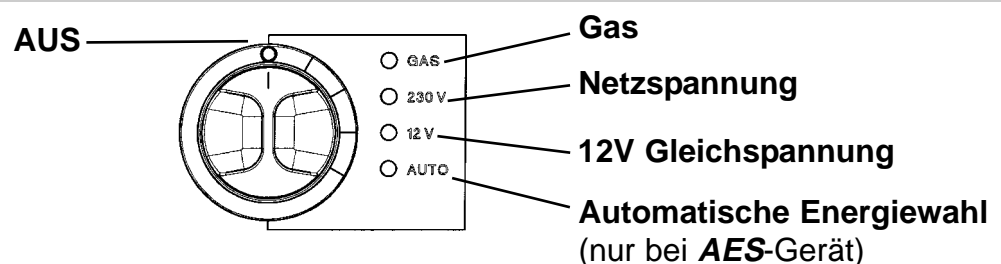 AUS
Gas
GAS
Netzspannung
230 V
12 V
12V Gleichspannung
AUTO
Automatische Energiewahl
(nur bei AES-Gerät)